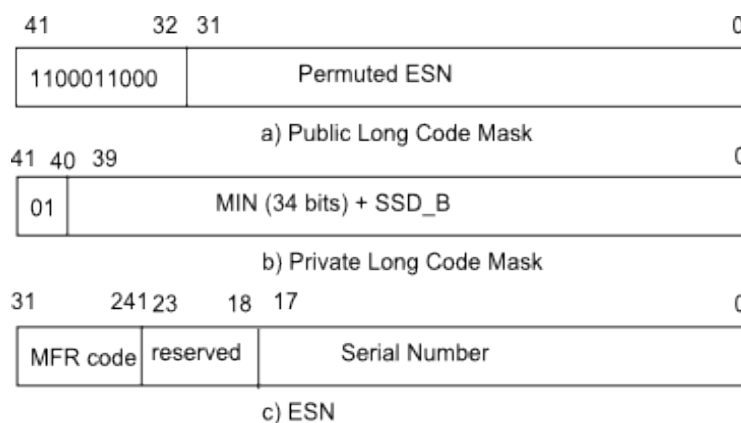 41 32 31 0
1100011000 Permuted ESN
a) Public Long Code Mask
41 40 39 0
01 MIN (34 bits) + SSD_B
b) Private Long Code Mask
31 241 23 18 17 0
MFR code reserved Serial Number
c) ESN